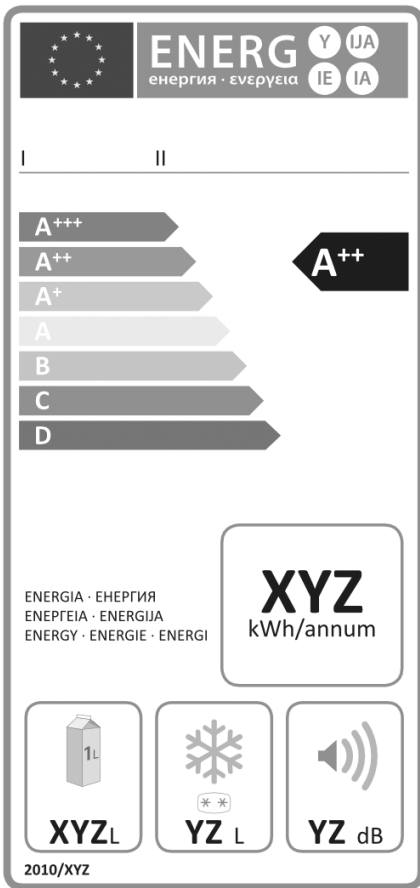 ENERG Y IJA
енергия · ενεργεια IE IA
I II
A+++
A++
A++
A+
A
B
C
D
XYZ
kWh/annum
ENERGIA · ЕНЕРГИЯ
ΕΝΕΡΓΕΙΑ · ENERGIJA
ENERGY · ENERGIE · ENERGI
1L
XYZL
YZ L
YZ dB
2010/XYZ